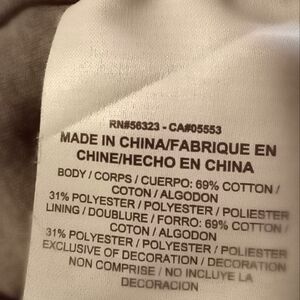 RN#56323 - CA#05553
MADE IN CHINA/FABRIQUE EN
CHINE/HECHO EN CHINA
BODY / CORPS / CUERPO: 69% COTTON /
COTON / ALGODON
31% POLYESTER / POLYESTER / POLIESTER
LINING / DOUBLURE / FORRO: 69% COTTON /
COTON / ALGODON
31% POLYESTER / POLYESTER / POLIESTER
EXCLUSIVE OF DECORATION / DECORATION
NON COMPRISE / NO INCLUYE LA
DECORACION